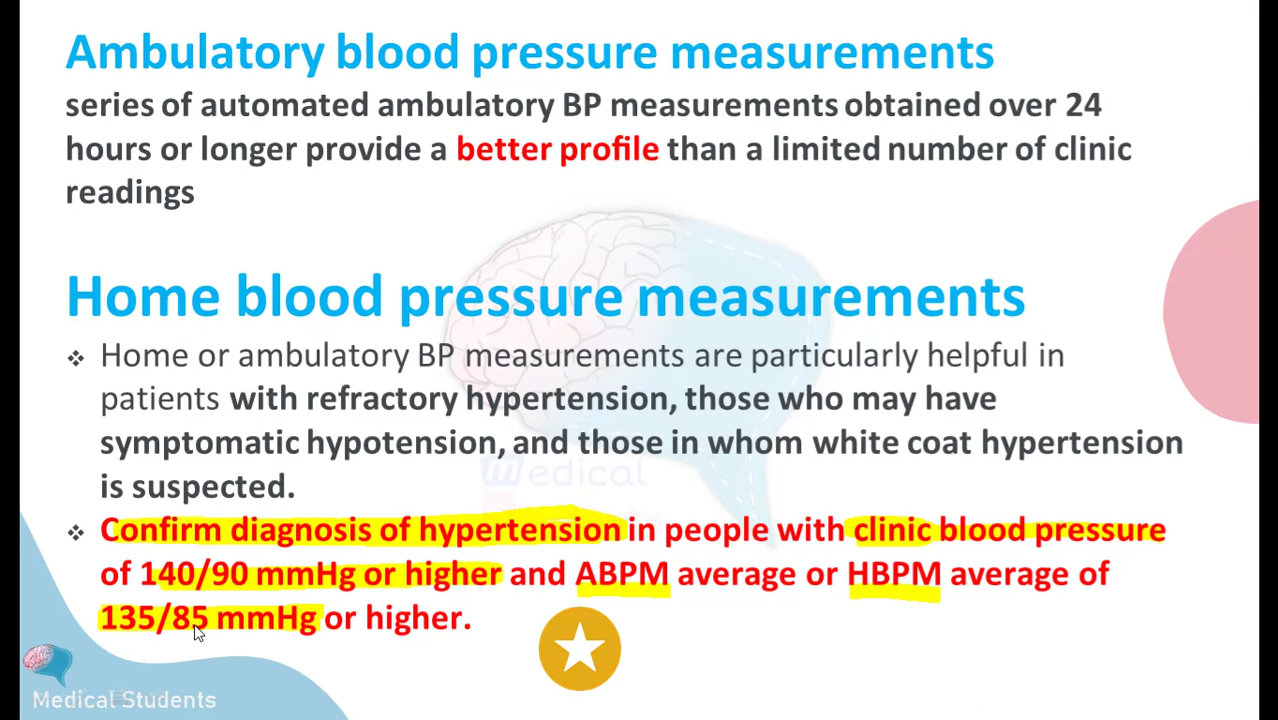 Ambulatory blood pressure measurements
series of automated ambulatory BP measurements obtained over 24
hours or longer provide a better profile than a limited number of clinic
readings
Home blood pressure measurements
❖ Home or ambulatory BP measurements are particularly helpful in
patients with refractory hypertension, those who may have
symptomatic hypotension, and those in whom white coat hypertension
is suspected.
medical
❖ Confirm diagnosis of hypertension in people with clinic blood pressure
of 140/90 mmHg or higher and ABPM average or HBPM average of
135/85 mmHg or higher.
Medical Students